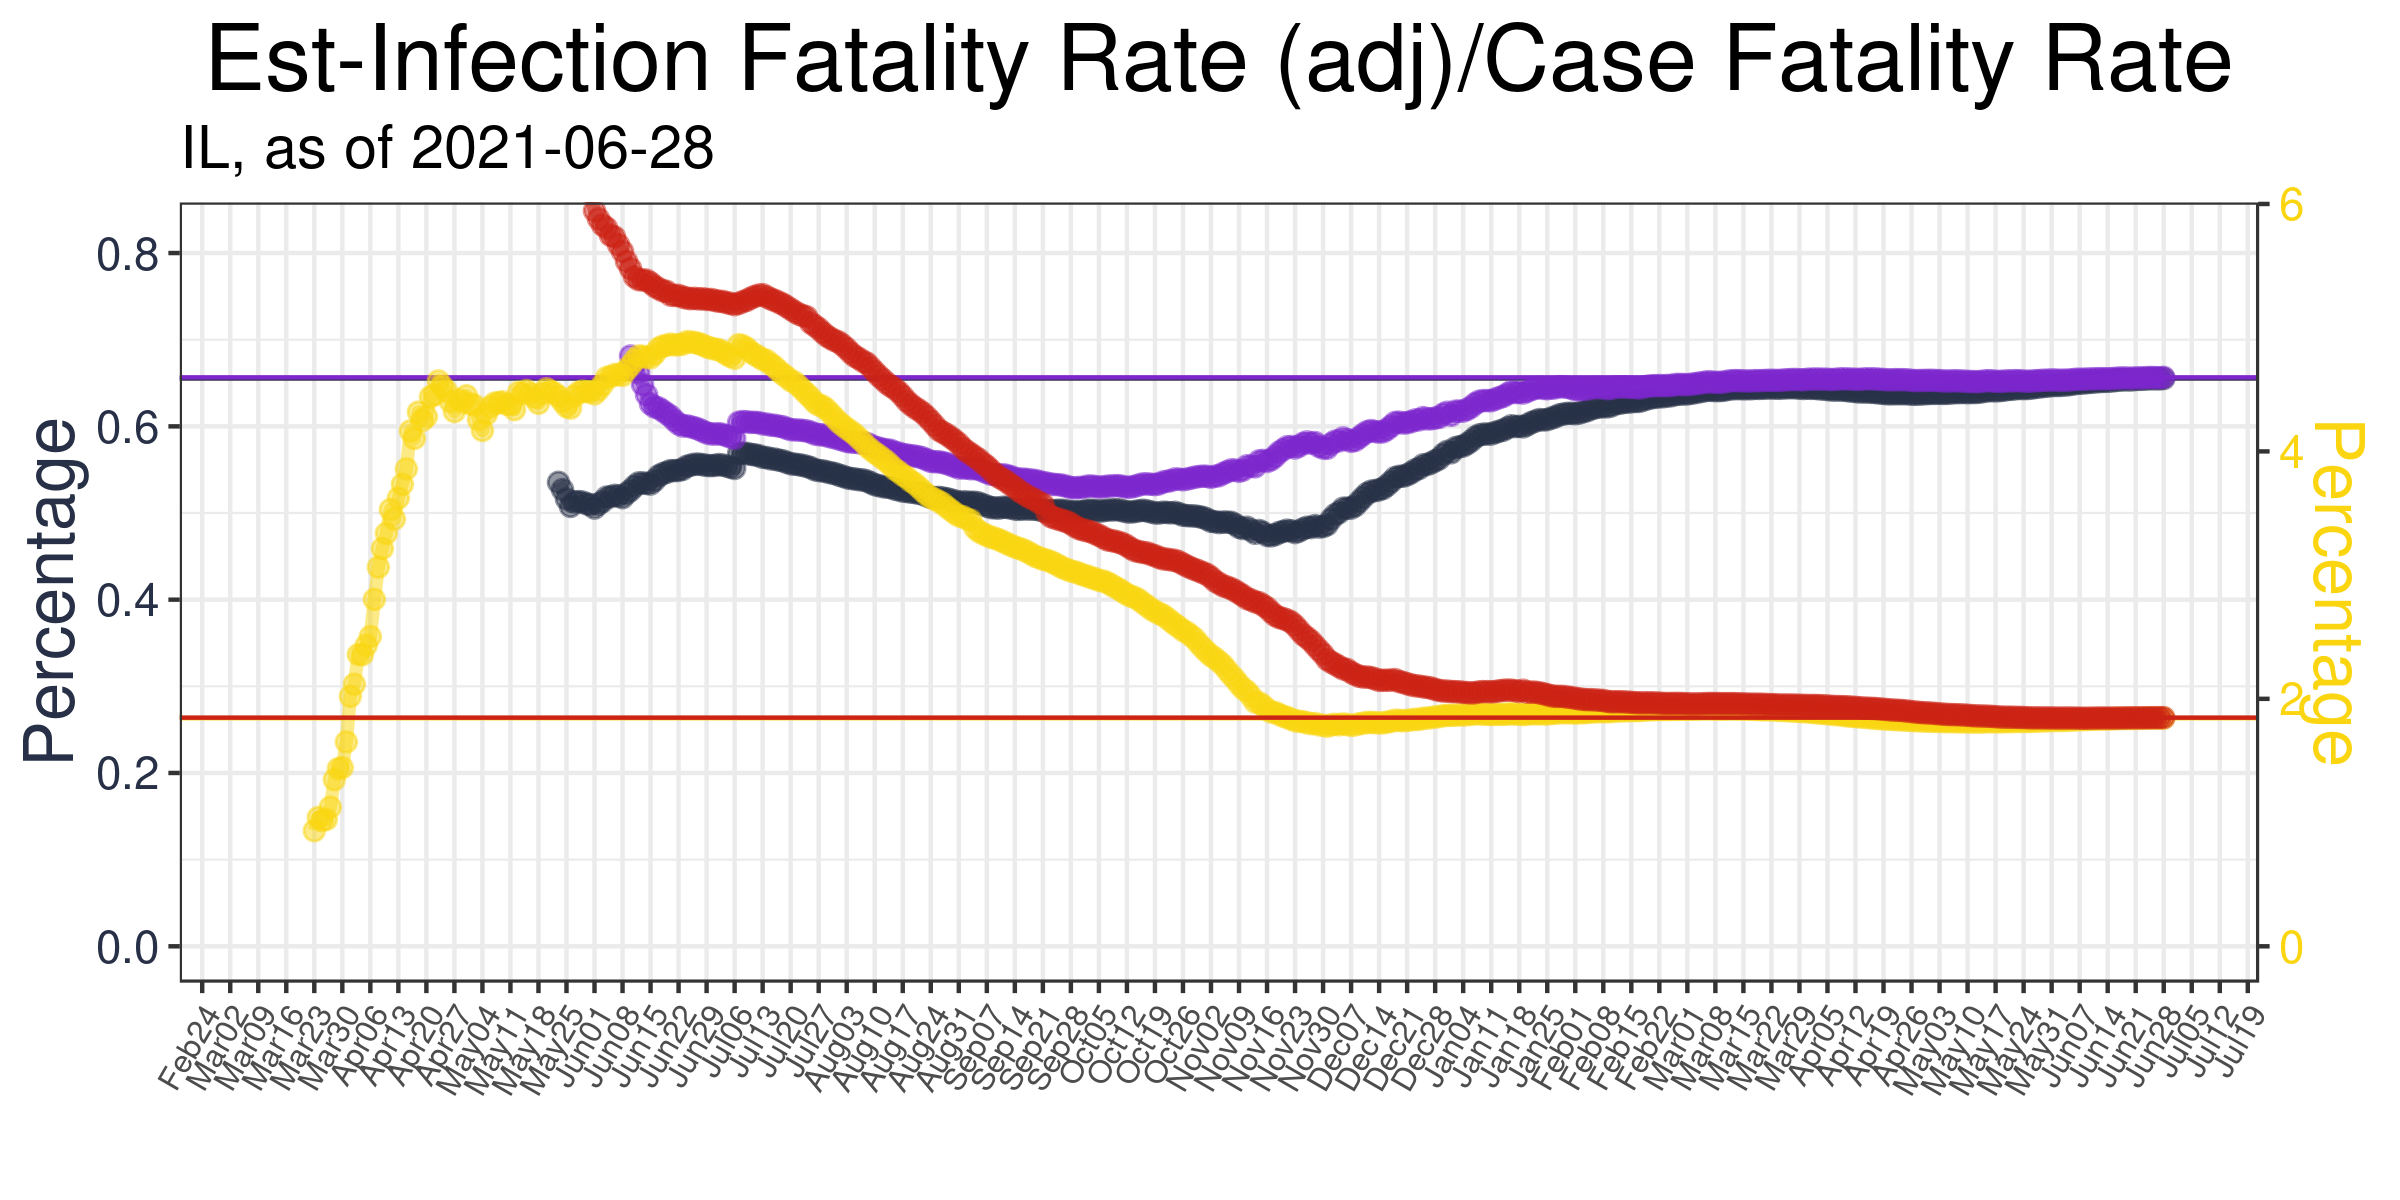 Est-Infection Fatality Rate (adj)/Case Fatality Rate
IL, as of 2021-06-28
Percentage
0.8
0.6
0.4
0.2
0.0
6
4
2
0
Percentage
Feb24
Mar02
Mar09
Mar16
Mar23
Mar30
Apr06
Apr13
Apr20
Apr27
May04
May11
May18
May25
Jun01
Jun08
Jun15
Jun22
Jun29
Jul06
Jul13
Jul20
Jul27
Aug03
Aug10
Aug17
Aug24
Aug31
Sep07
Sep14
Sep21
Sep28
Oct05
Oct12
Oct19
Oct26
Nov02
Nov09
Nov16
Nov23
Nov30
Dec07
Dec14
Dec21
Dec28
Jan04
Jan11
Jan18
Jan25
Feb01
Feb08
Feb15
Feb22
Mar01
Mar08
Mar15
Mar22
Mar29
Apr05
Apr12
Apr19
Apr26
May03
May10
May17
May24
May31
Jun07
Jun14
Jun21
Jun28
Jul05
Jul12
Jul19